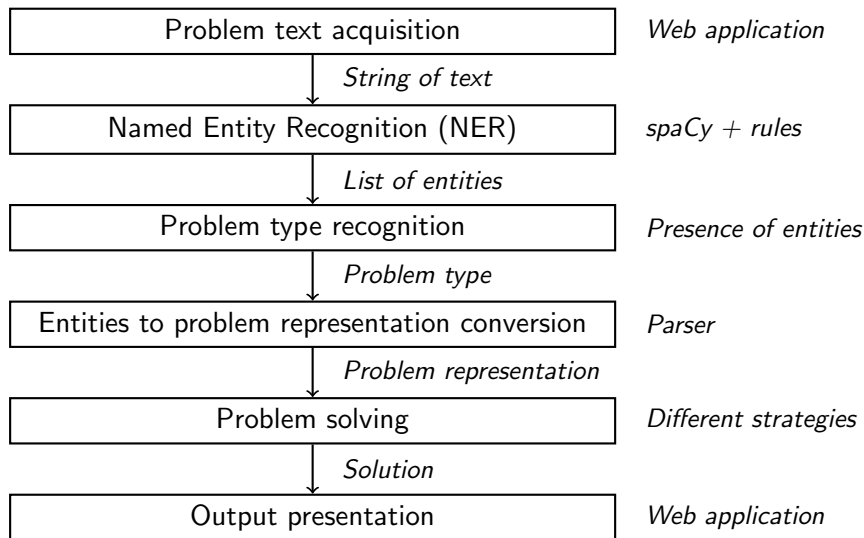 Problem text acquisition
Web application
String of text
Named Entity Recognition (NER)
spaCy + rules
List of entities
Problem type recognition
Presence of entities
Problem type
Entities to problem representation conversion
Parser
Problem representation
Problem solving
Different strategies
Solution
Output presentation
Web application